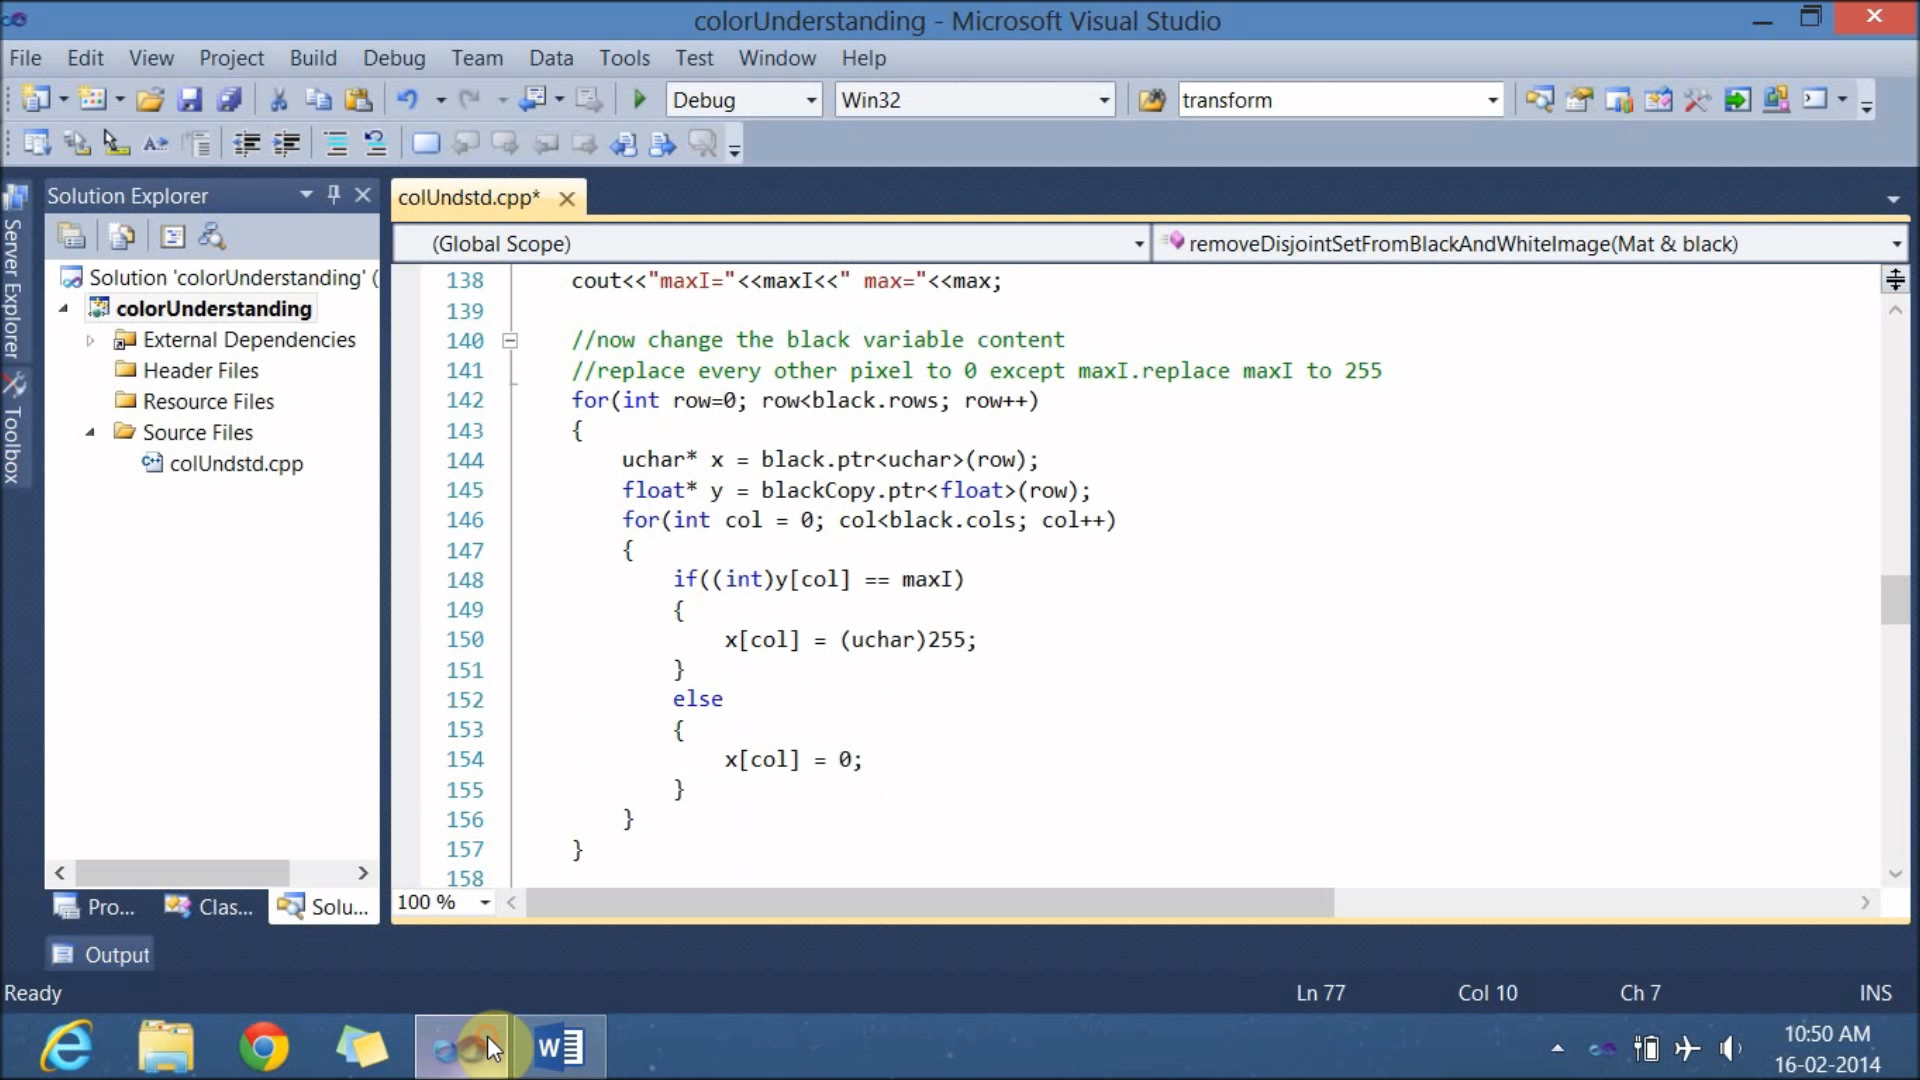 colorUnderstanding - Microsoft Visual Studio
File Edit View Project Build Debug Team Data Tools Test Window Help
Debug Win32 transform
Server Explorer
Toolbox
Solution Explorer
Solution 'colorUnderstanding' (
colorUnderstanding
External Dependencies
Header Files
Resource Files
Source Files
colUndstd.cpp
Pro... Clas... Solu...
colUndstd.cpp*
(Global Scope) removeDisjointSetFromBlackAndWhiteImage(Mat & black)
138 cout<<"maxI="<<maxI<<" max="<<max;
139
140 //now change the black variable content
141 //replace every other pixel to 0 except maxI.replace maxI to 255
142 for(int row=0; row<black.rows; row++)
143 {
144 uchar* x = black.ptr<uchar>(row);
145 float* y = blackCopy.ptr<float>(row);
146 for(int col = 0; col<black.cols; col++)
147 {
148 if((int)y[col] == maxI)
149 {
150 x[col] = (uchar)255;
151 }
152 else
153 {
154 x[col] = 0;
155 }
156 }
157 }
158
100 %
Output
Ready Ln 77 Col 10 Ch 7 INS
10:50 AM
16-02-2014